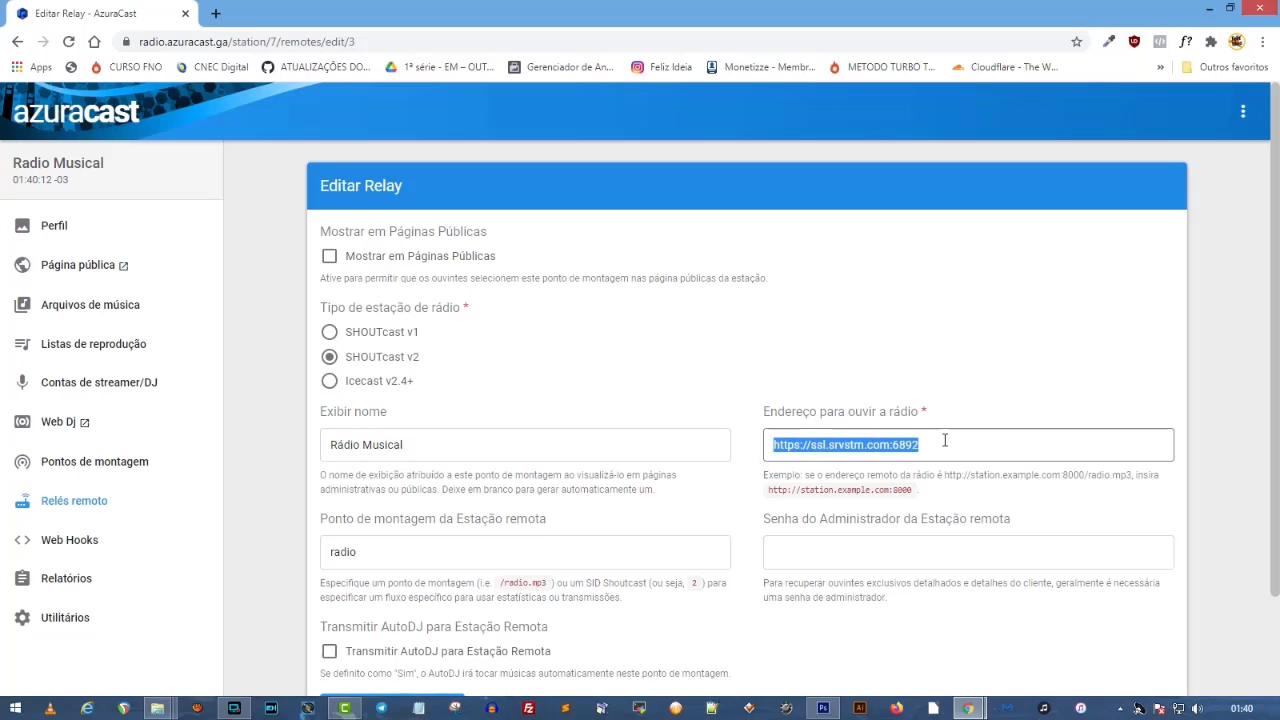 Editar Relay - AzuraCast
radio.azuracast.ga/station/7/remotes/edit/3
Apps
CURSO FNO
CNEC Digital
ATUALIZAÇÕES DO...
1ª série - EM – OUT...
Gerenciador de An...
Feliz Ideia
Monetizze - Membr...
METODO TURBO T...
Cloudflare - The W...
»
Outros favoritos
azuracast
Radio Musical
01:40:12 -03
Perfil
Página pública
Arquivos de música
Listas de reprodução
Contas de streamer/DJ
Web Dj
Pontos de montagem
Relés remoto
Web Hooks
Relatórios
Utilitários
Editar Relay
Mostrar em Páginas Públicas
Mostrar em Páginas Públicas
Ative para permitir que os ouvintes selecionem este ponto de montagem nas página públicas da estação.
Tipo de estação de rádio *
SHOUTcast v1
SHOUTcast v2
Icecast v2.4+
Exibir nome
Rádio Musical
O nome de exibição atribuído a este ponto de montagem ao visualizá-lo em páginas
administrativas ou públicas. Deixe em branco para gerar automaticamente um.
Endereço para ouvir a rádio *
https://ssl.srvstm.com:6892
Exemplo: se o endereço remoto da rádio é http://station.example.com:8000/radio.mp3, insira
http://station.example.com:8000 .
Ponto de montagem da Estação remota
radio
Especifique um ponto de montagem (i.e. /radio.mp3 ) ou um SID Shoutcast (ou seja, 2 ) para
especificar um fluxo específico para usar estatísticas ou transmissões.
Senha do Administrador da Estação remota
Para recuperar ouvintes exclusivos detalhados e detalhes do cliente, geralmente é necessária
uma senha de administrador.
Transmitir AutoDJ para Estação Remota
Transmitir AutoDJ para Estação Remota
Se definido como "Sim", o AutoDJ irá tocar músicas automaticamente neste ponto de montagem.
01:40